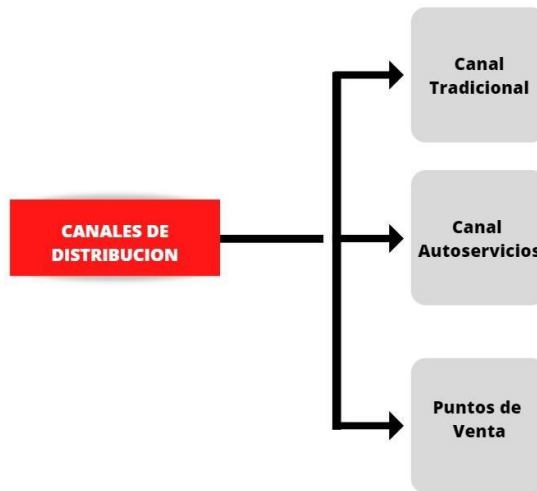 Canal
Tradicional
CANALES DE
DISTRIBUCION
Canal
Autoservicios
Puntos de
Venta